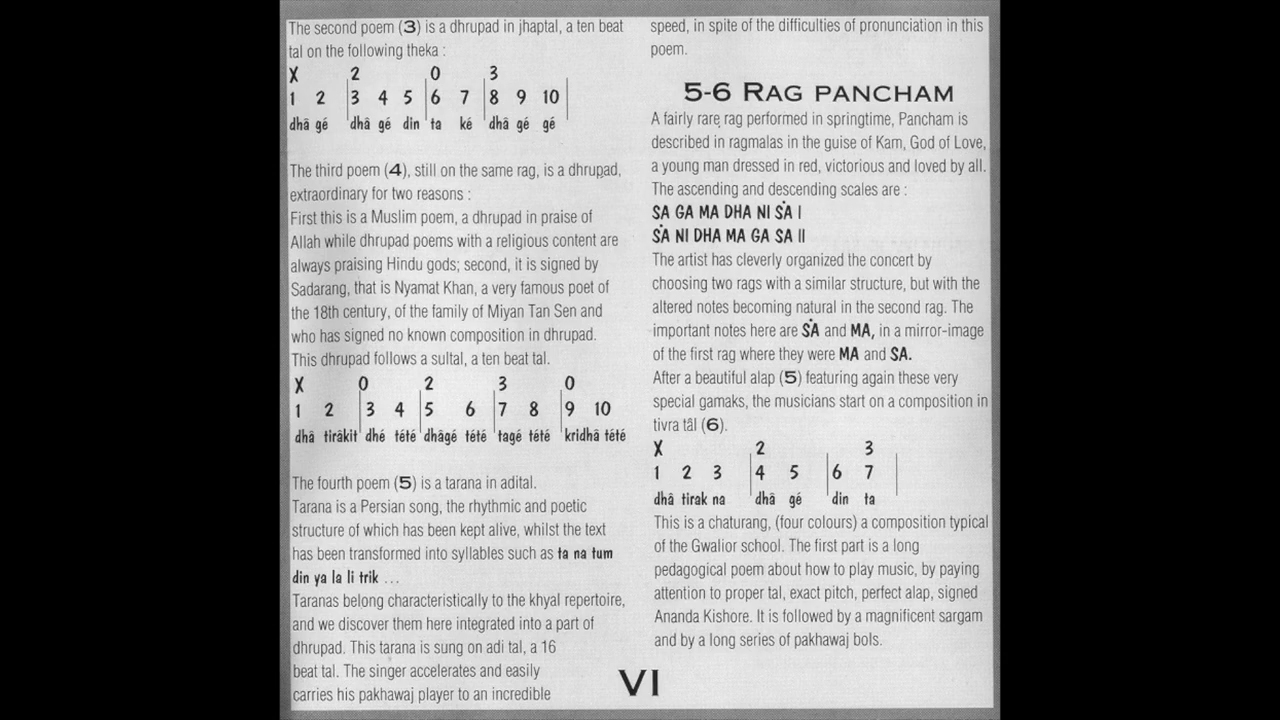 The second poem (3) is a dhrupad in jhaptal, a ten beat
tal on the following theka :
X 2 0 3
1 2 3 4 5 6 7 8 9 10
dhâ gé dhâ gé din ta ké dhâ gé gé
The third poem (4), still on the same rag, is a dhrupad,
extraordinary for two reasons :
First this is a Muslim poem, a dhrupad in praise of
Allah while dhrupad poems with a religious content are
always praising Hindu gods; second, it is signed by
Sadarang, that is Nyamat Khan, a very famous poet of
the 18th century, of the family of Miyan Tan Sen and
who has signed no known composition in dhrupad.
This dhrupad follows a sultal, a ten beat tal.
X 0 2 3 0
1 2 3 4 5 6 7 8 9 10
dhâ tirâkit dhé tété dhâgé tété tagé tété kridhâ tété
The fourth poem (5) is a tarana in adital.
Tarana is a Persian song, the rhythmic and poetic
structure of which has been kept alive, whilst the text
has been transformed into syllables such as ta na tum
din ya la li trik ...
Taranas belong characteristically to the khyal repertoire,
and we discover them here integrated into a part of
dhrupad. This tarana is sung on adi tal, a 16
beat tal. The singer accelerates and easily
carries his pakhawaj player to an incredible
speed, in spite of the difficulties of pronunciation in this
poem.
5-6 RAG PANCHAM
A fairly rare rag performed in springtime, Pancham is
described in ragmalas in the guise of Kam, God of Love,
a young man dressed in red, victorious and loved by all.
The ascending and descending scales are :
SA GA MA DHA NI ṠA I
ṠA NI DHA MA GA SA II
The artist has cleverly organized the concert by
choosing two rags with a similar structure, but with the
altered notes becoming natural in the second rag. The
important notes here are ṠA and MA, in a mirror-image
of the first rag where they were MA and SA.
After a beautiful alap (5) featuring again these very
special gamaks, the musicians start on a composition in
tivra tâl (6).
X 2 3
1 2 3 4 5 6 7
dhâ tirak na dhâ gé din ta
This is a chaturang, (four colours) a composition typical
of the Gwalior school. The first part is a long
pedagogical poem about how to play music, by paying
attention to proper tal, exact pitch, perfect alap, signed
Ananda Kishore. It is followed by a magnificent sargam
and by a long series of pakhawaj bols.
VI